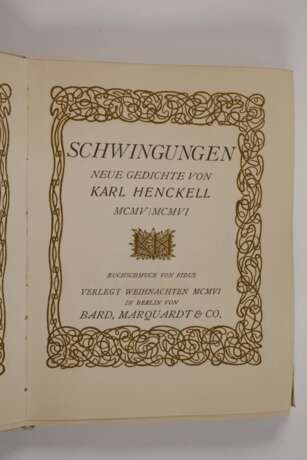 SCHWINGUNGEN
NEUE GEDICHTE VON
KARL HENCKELL
MCMV | MCMVI
BUCHSCHMUCK VON FIDUS
VERLEGT WEIHNACHTEN MCMVI
IN BERLIN VON
BARD, MARQUARDT & CO.